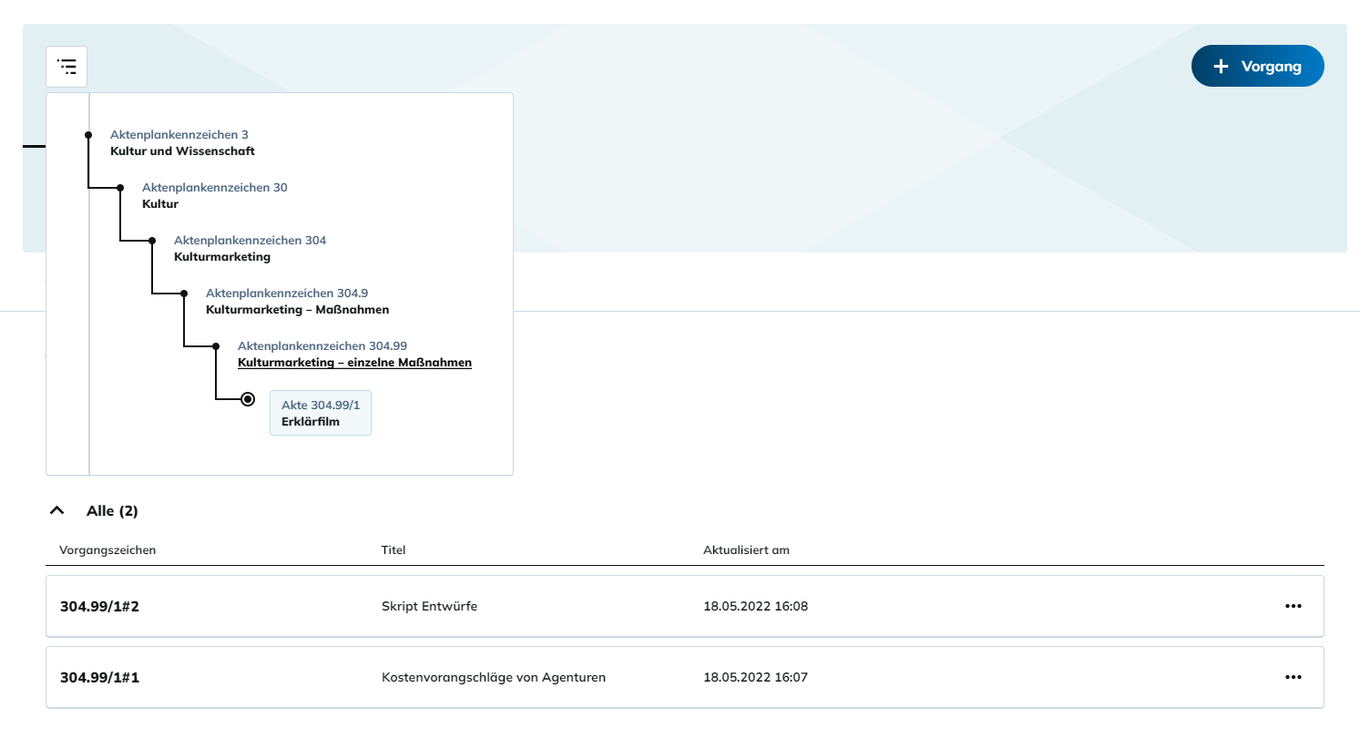 Vorgang
Aktenplankennzeichen 3
Kultur und Wissenschaft
Aktenplankennzeichen 30
Kultur
Aktenplankennzeichen 304
Kulturmarketing
Aktenplankennzeichen 304.9
Kulturmarketing – Maßnahmen
Aktenplankennzeichen 304.99
Kulturmarketing – einzelne Maßnahmen
Akte 304.99/1
Erklärfilm
Alle (2)
Vorgangszeichen Titel Aktualisiert am
304.99/1#2 Skript Entwürfe 18.05.2022 16:08
304.99/1#1 Kostenvorangschläge von Agenturen 18.05.2022 16:07